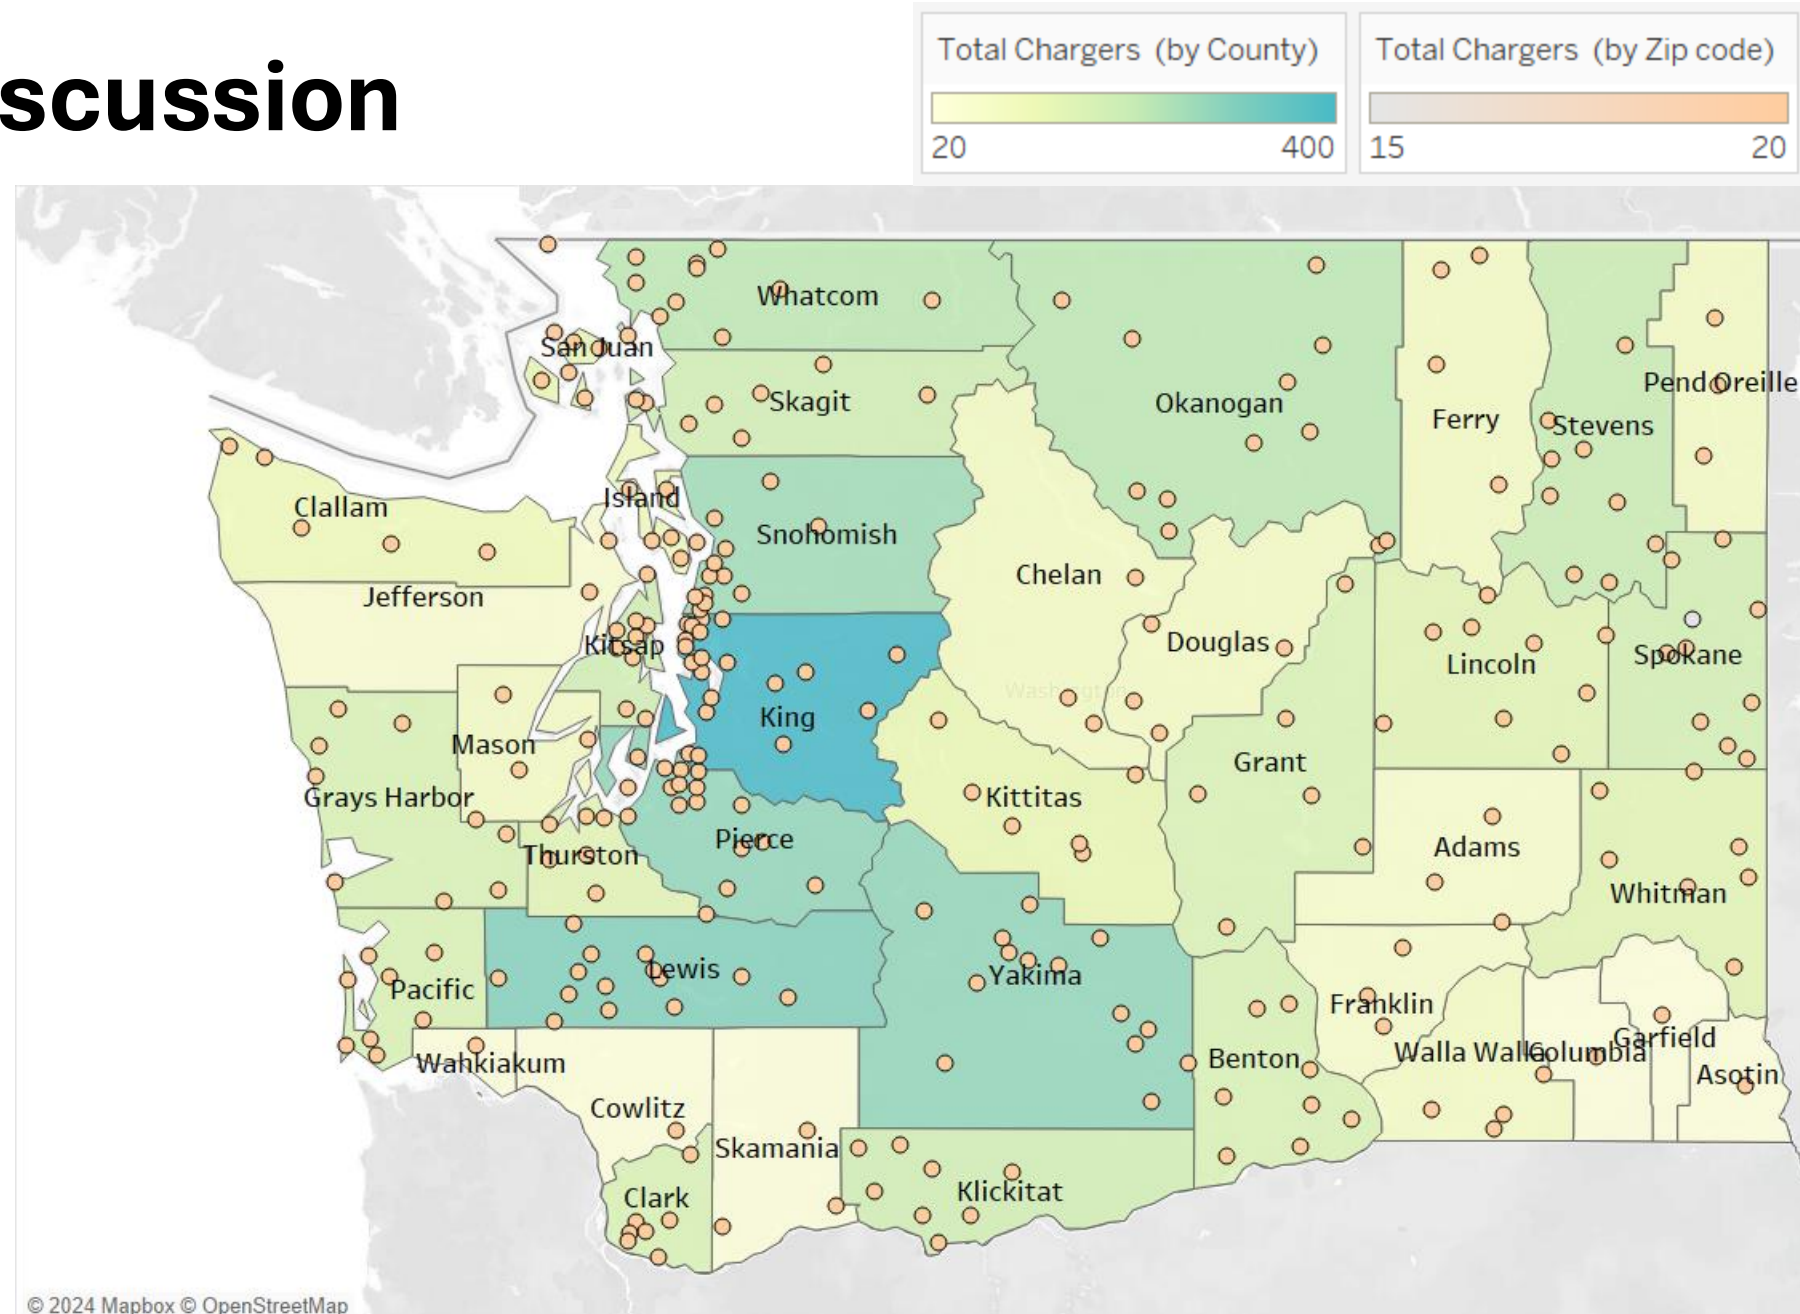 scussion
Total Chargers (by County)
20 400
Total Chargers (by Zip code)
15 20
Whatcom
San Juan
Skagit
Okanogan
Ferry
Stevens
Pend Oreille
Clallam
Island
Snohomish
Chelan
Jefferson
Kitsap
Douglas
Lincoln
Spokane
Washington
King
Mason
Grant
Grays Harbor
Kittitas
Pierce
Thurston
Adams
Whitman
Lewis
Yakima
Pacific
Franklin
Garfield
Walla Walla
Columbia
Wahkiakum
Benton
Asotin
Cowlitz
Skamania
Clark
Klickitat
© 2024 Mapbox © OpenStreetMap